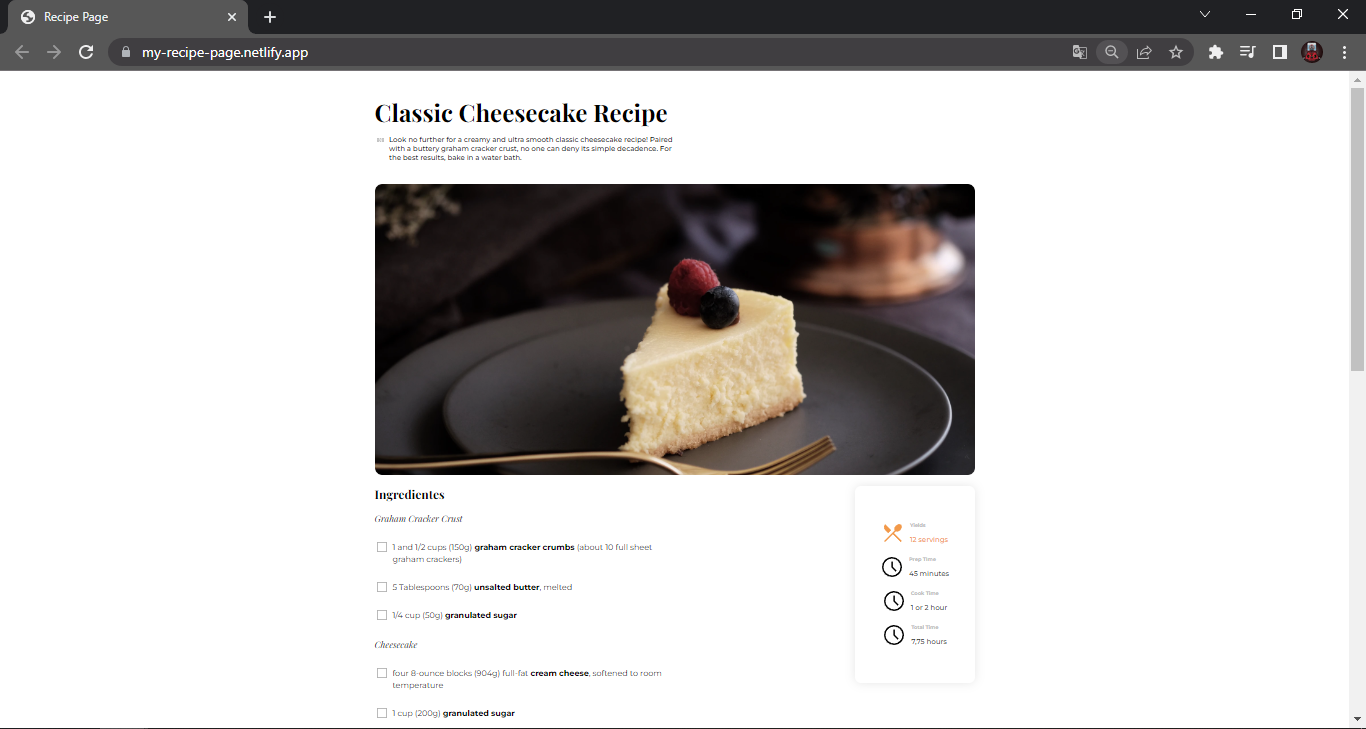 Recipe Page
my-recipe-page.netlify.app
Classic Cheesecake Recipe
Look no further for a creamy and ultra smooth classic cheesecake recipe! Paired
with a buttery graham cracker crust, no one can deny its simple decadence. For
the best results, bake in a water bath.
Ingredientes
Graham Cracker Crust
1 and 1/2 cups (150g) graham cracker crumbs (about 10 full sheet
graham crackers)
5 Tablespoons (70g) unsalted butter, melted
1/4 cup (50g) granulated sugar
Cheesecake
four 8-ounce blocks (904g) full-fat cream cheese, softened to room
temperature
1 cup (200g) granulated sugar
Yields
12 servings
Prep Time
45 minutes
Cook Time
1 or 2 hour
Total Time
7,75 hours